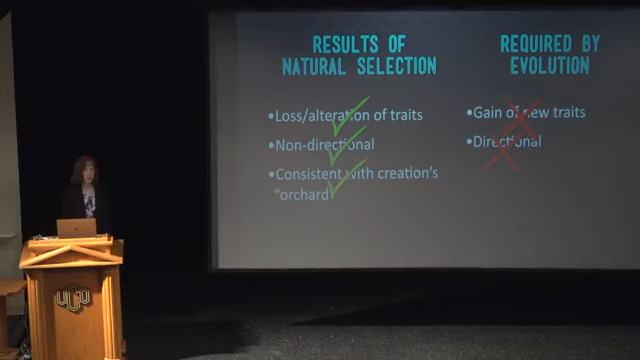 RESULTS OF
NATURAL SELECTION
•Loss/alteration of traits
•Non-directional
•Consistent with creation's
"orchard"
REQUIRED BY
EVOLUTION
•Gain of new traits
•Directional